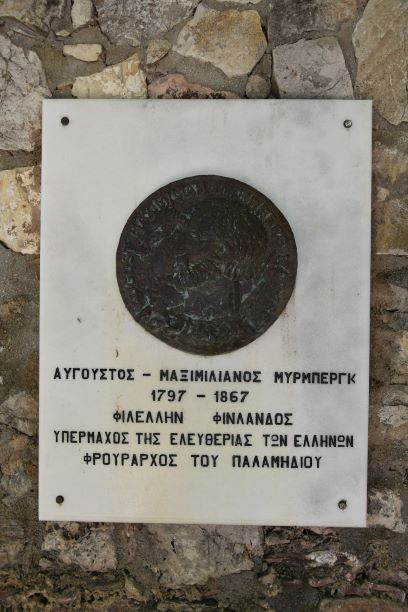 ΑΥΓΟΥΣΤΟΣ - ΜΑΞΙΜΙΛΙΑΝΟΣ ΜΥΡΜΠΕΡΓΚ
1797 - 1867
ΦΙΛΕΛΛΗΝ ΦΙΝΛΑΝΔΟΣ
ΥΠΕΡΜΑΧΟΣ ΤΗΣ ΕΛΕΥΘΕΡΙΑΣ ΤΩΝ ΕΛΛΗΝΩΝ
ΦΡΟΥΡΑΡΧΟΣ ΤΟΥ ΠΑΛΑΜΗΔΙΟΥ